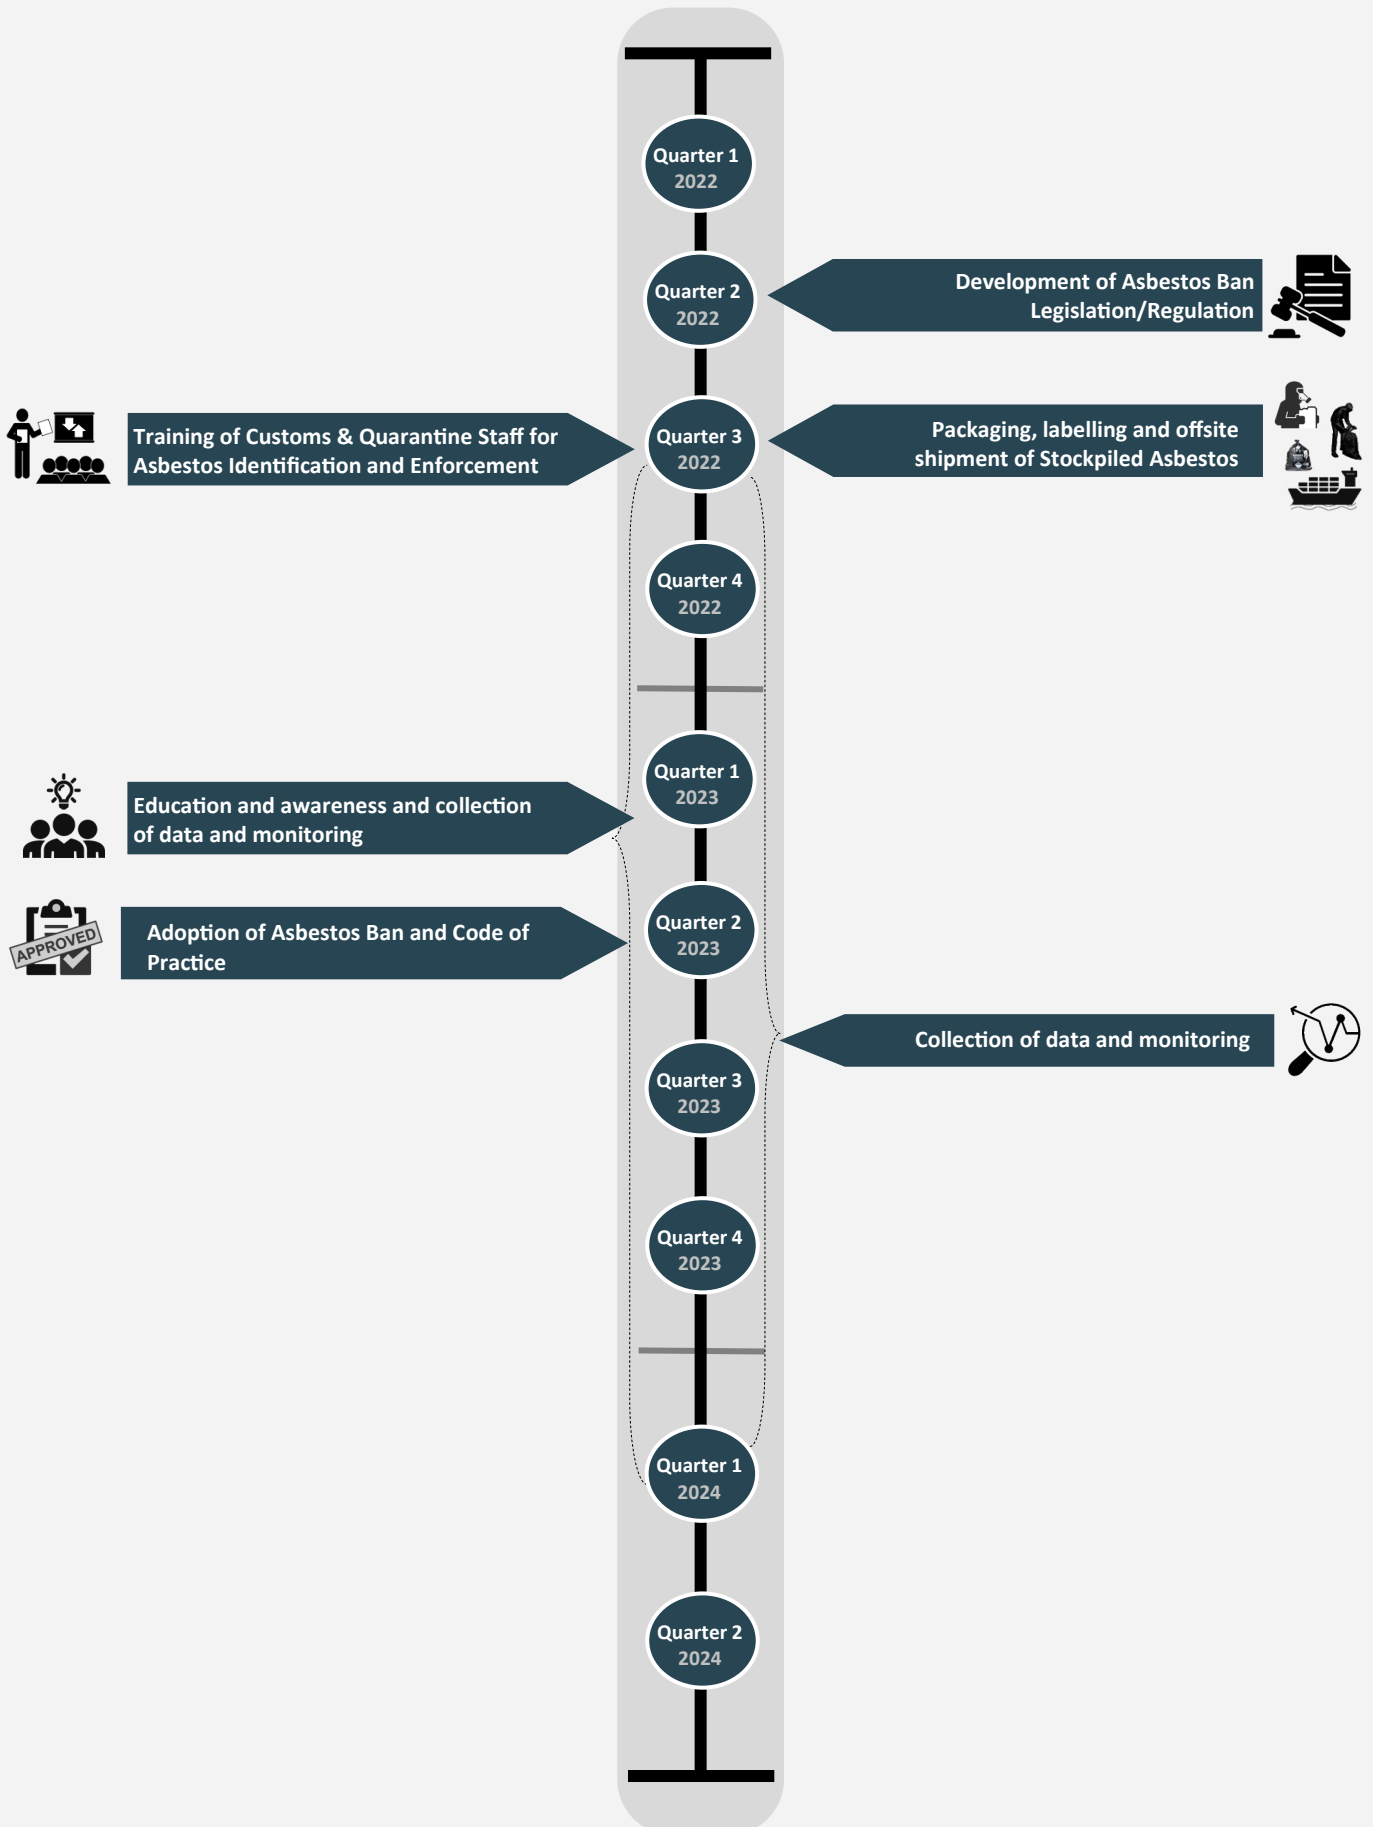 Quarter 1
2022
Quarter 2
2022
Development of Asbestos Ban
Legislation/Regulation
Training of Customs & Quarantine Staff for
Asbestos Identification and Enforcement
Quarter 3
2022
Packaging, labelling and offsite
shipment of Stockpiled Asbestos
Quarter 4
2022
Quarter 1
2023
Education and awareness and collection
of data and monitoring
Quarter 2
2023
APPROVED
Adoption of Asbestos Ban and Code of
Practice
Collection of data and monitoring
Quarter 3
2023
Quarter 4
2023
Quarter 1
2024
Quarter 2
2024